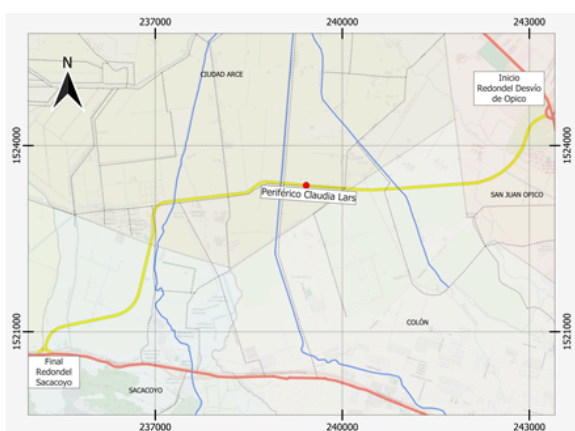 237000
240000
243000
N
CIUDAD ARCE
Inicio
Redondel Desvío
de Opico
1524000
1524000
Periférico Claudia Lars
SAN JUAN OPICO
1521000
1521000
COLÓN
Final
Redondel
Sacacoyo
SACACOYO
237000
240000
243000